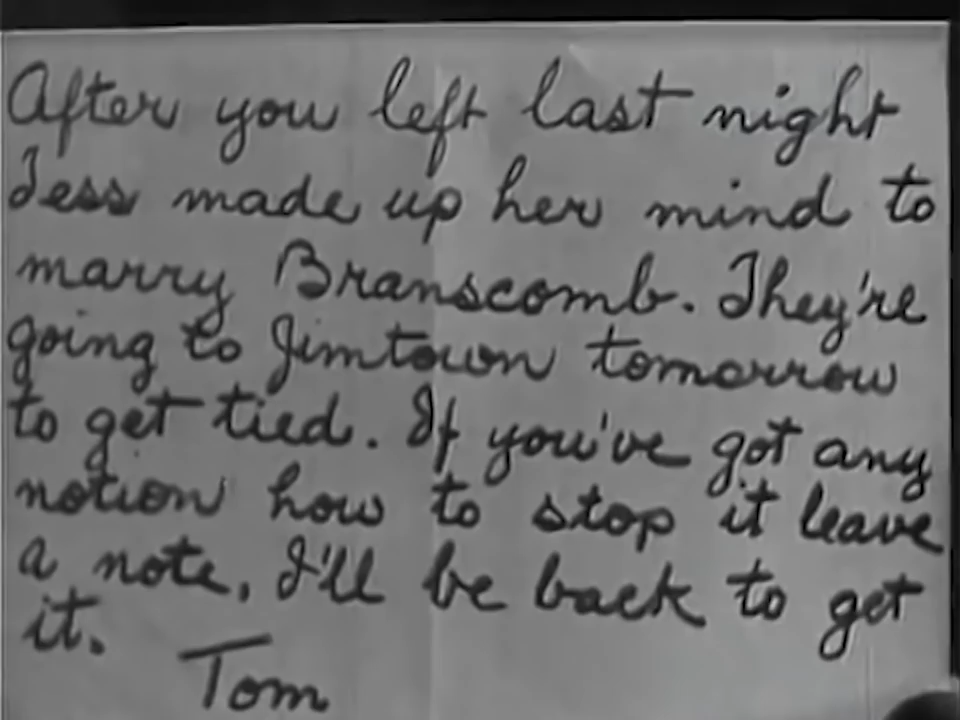 After you left last night
Jess made up her mind to
marry Branscomb. They're
going to Jimtown tomorrow
to get tied. If you've got any
notion how to stop it leave
a note, I'll be back to get
it.
Tom